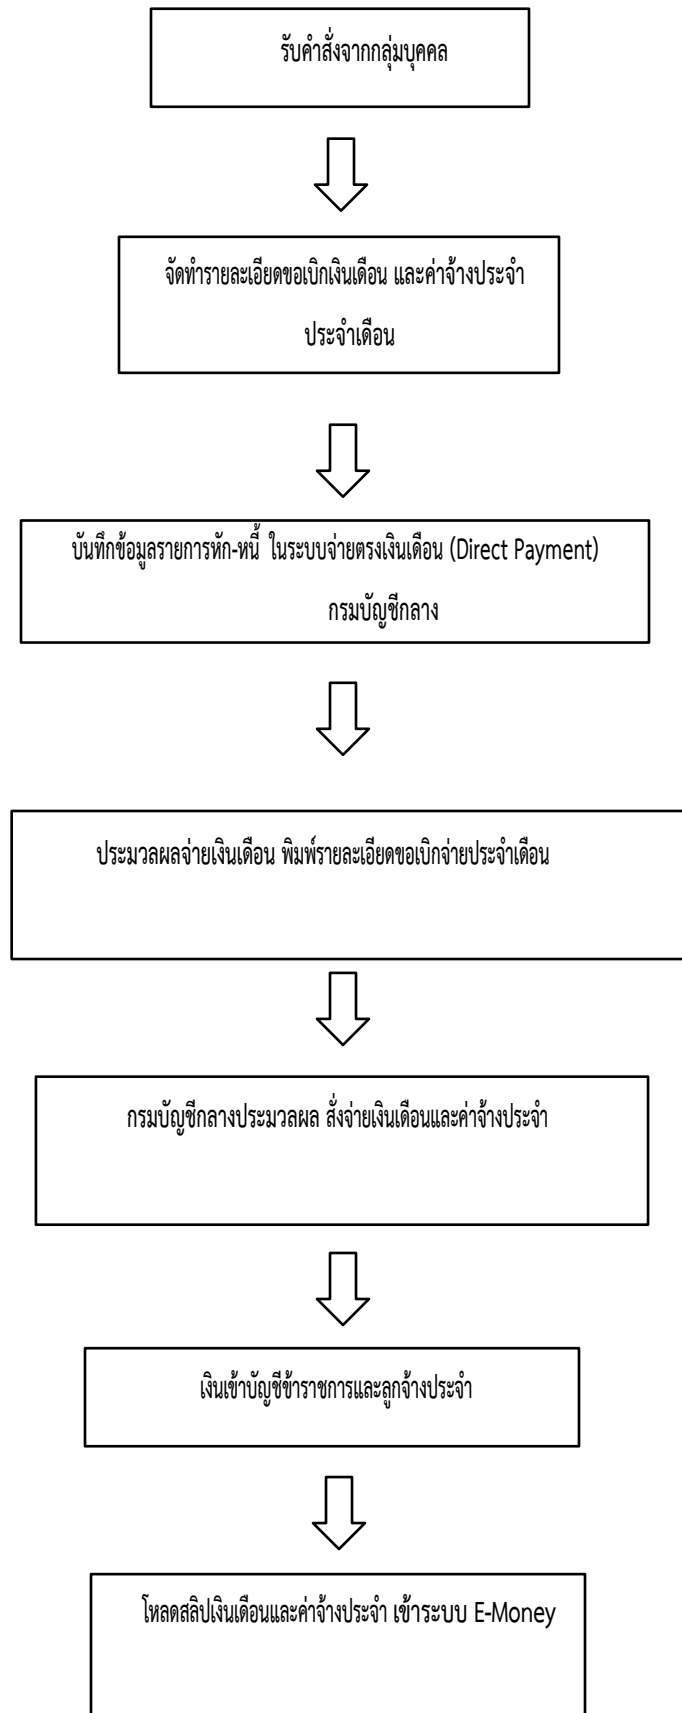 รับคำสั่งจากกลุ่มบุคคล
จัดทำรายละเอียดขอเบิกเงินเดือน และค่าจ้างประจำ
ประจำเดือน
บันทึกข้อมูลรายการหัก-หนี้ ในระบบจ่ายตรงเงินเดือน (Direct Payment)
กรมบัญชีกลาง
ประมวลผลจ่ายเงินเดือน พิมพ์รายละเอียดขอเบิกจ่ายประจำเดือน
กรมบัญชีกลางประมวลผล สั่งจ่ายเงินเดือนและค่าจ้างประจำ
เงินเข้าบัญชีข้าราชการและลูกจ้างประจำ
โหลดสลิปเงินเดือนและค่าจ้างประจำ เข้าระบบ E-Money